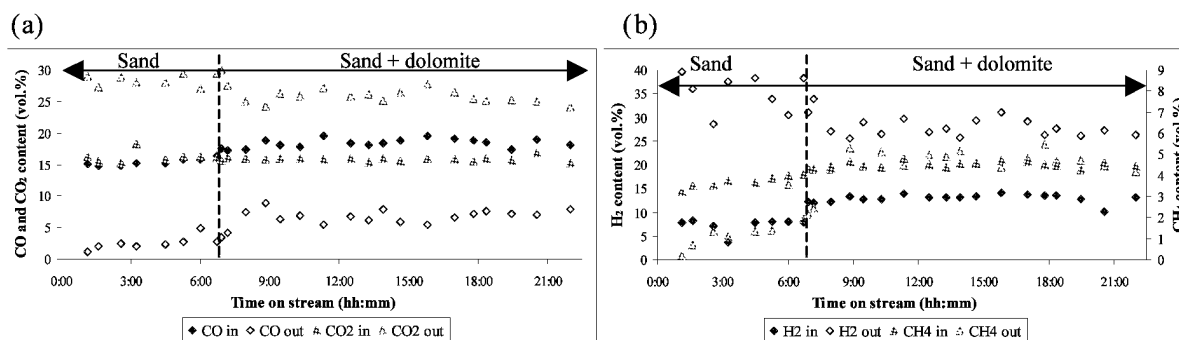 (a)
(b)
Sand
Sand + dolomite
30
25
20
15
10
5
0
CO and CO2 content (vol.%)
0:00 3:00 6:00 9:00 12:00 15:00 18:00 21:00
Time on stream (hh:mm)
CO in CO out CO2 in CO2 out
Sand
Sand + dolomite
40
35
30
25
20
15
10
5
0
H2 content (vol.%)
9
8
7
6
5
4
3
2
1
0
CH4 content (vol.%)
0:00 3:00 6:00 9:00 12:00 15:00 18:00 21:00
Time on stream (hh:mm)
H2 in H2 out CH4 in CH4 out